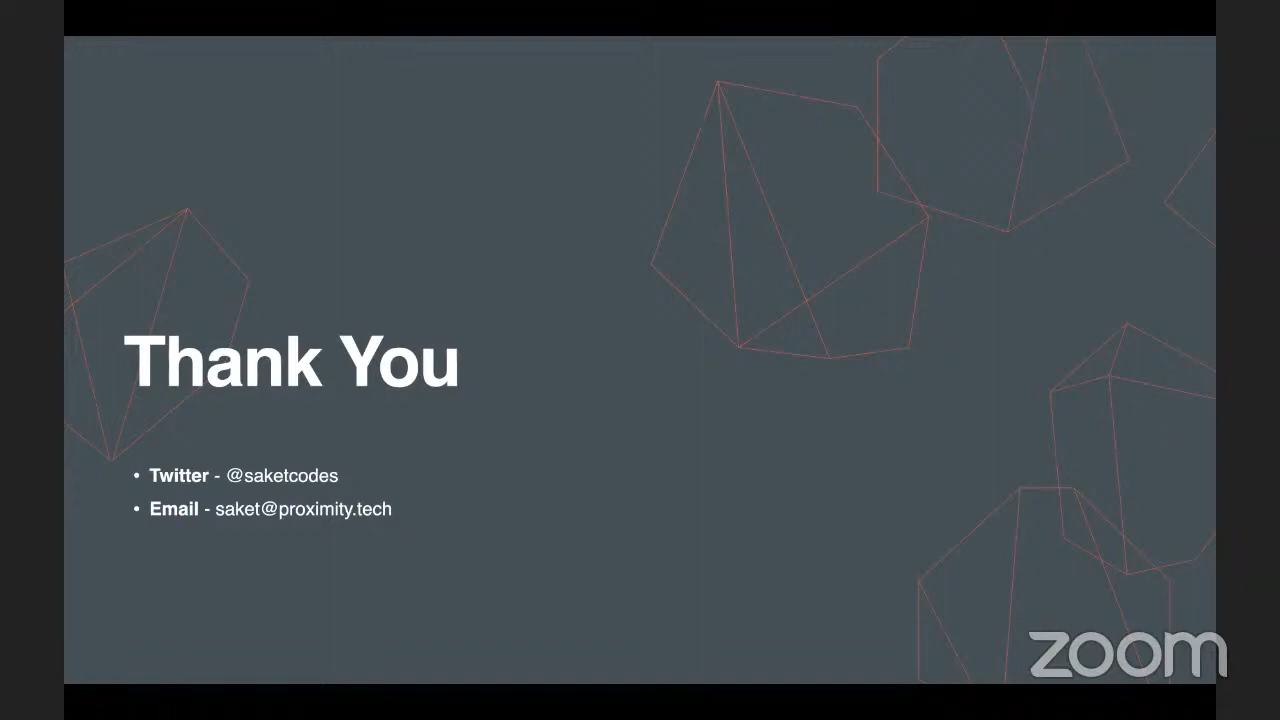 Thank You
• Twitter - @saketcodes
• Email - saket@proximity.tech
zoom